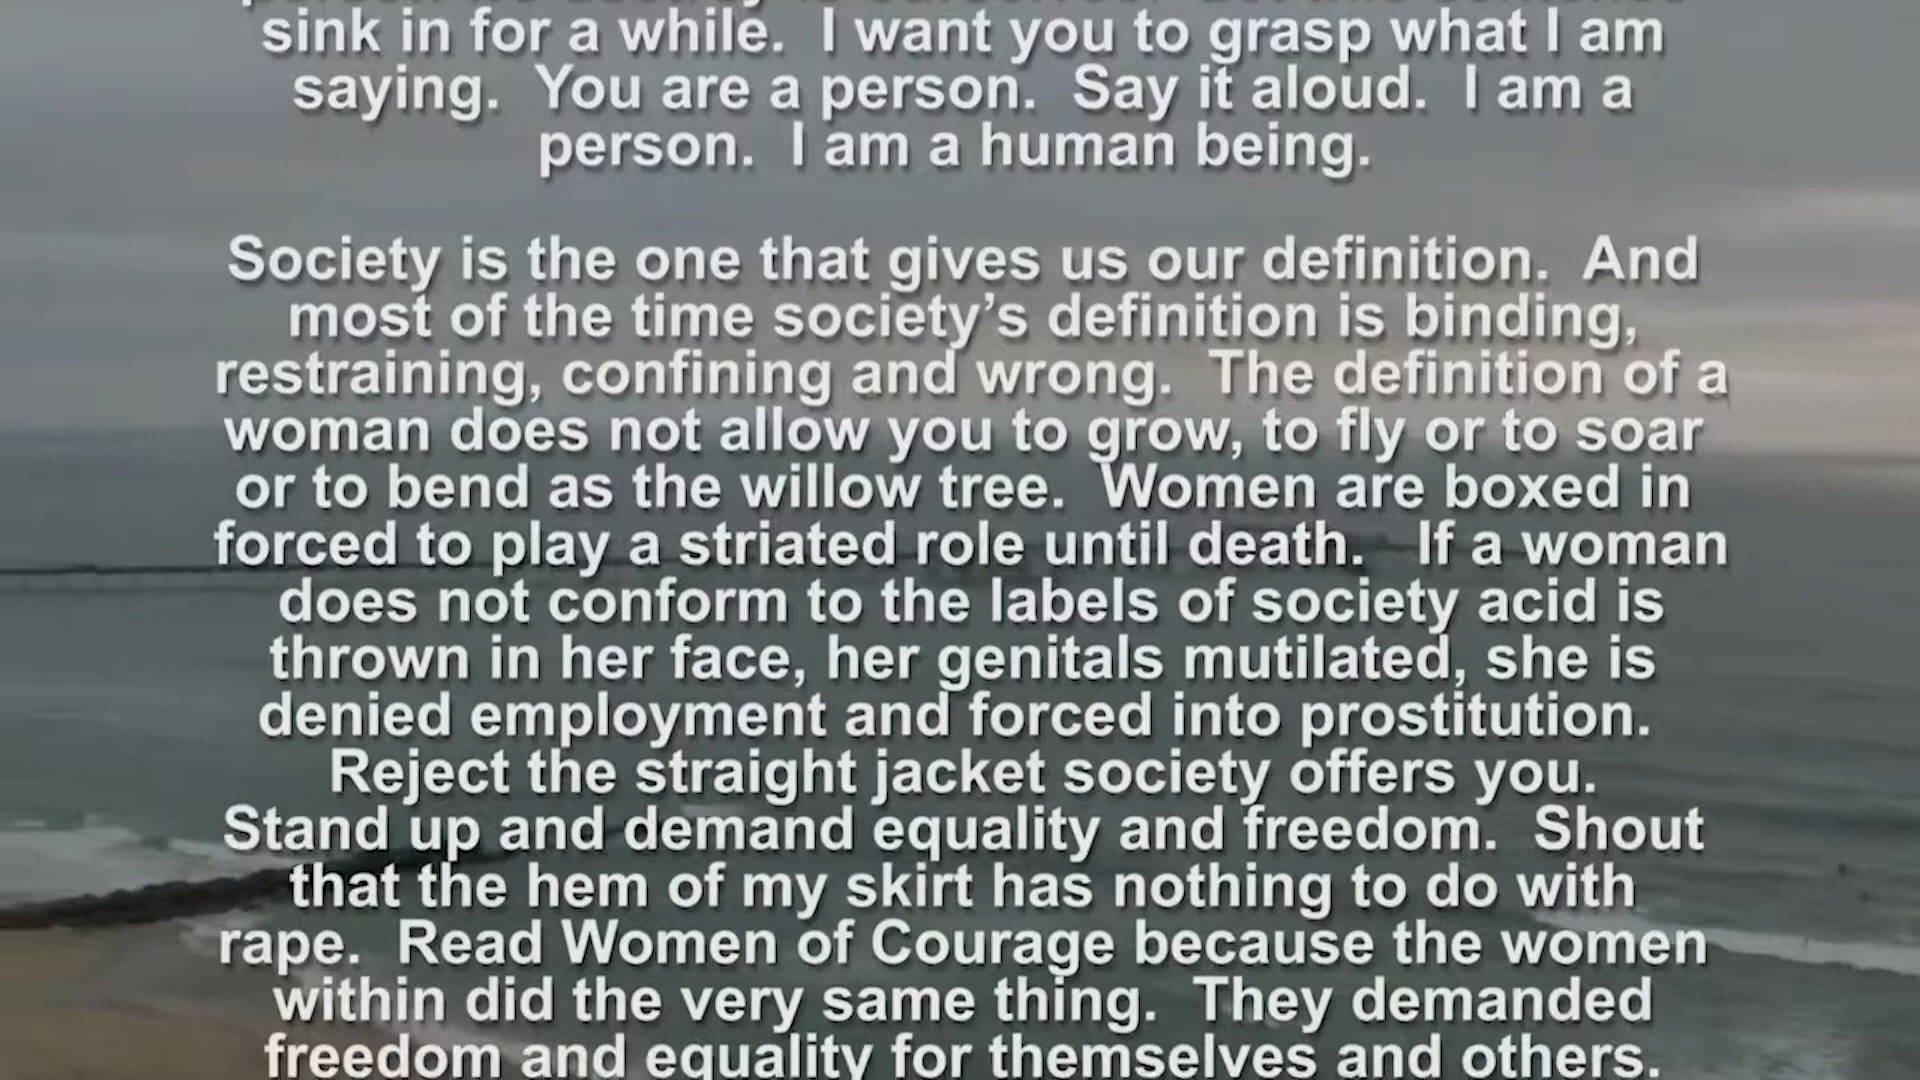 sink in for a while.  I want you to grasp what I am
saying.  You are a person.  Say it aloud.  I am a
person.  I am a human being.
Society is the one that gives us our definition.  And
most of the time society’s definition is binding,
restraining, confining and wrong.  The definition of a
woman does not allow you to grow, to fly or to soar
or to bend as the willow tree.  Women are boxed in
forced to play a striated role until death.   If a woman
does not conform to the labels of society acid is
thrown in her face, her genitals mutilated, she is
denied employment and forced into prostitution.
Reject the straight jacket society offers you.
Stand up and demand equality and freedom.  Shout
that the hem of my skirt has nothing to do with
rape.  Read Women of Courage because the women
within did the very same thing.  They demanded
freedom and equality for themselves and others.